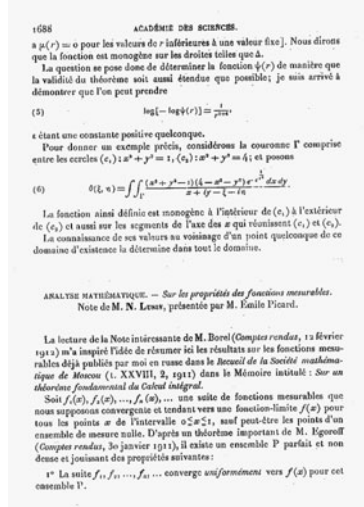 1688 ACADÉMIE DES SCIENCES.
a μ(r) = 0 pour les valeurs de r inférieures à une valeur fixe]. Nous dirons
que la fonction est monogène sur les droites telles que Δ.
La question se pose donc de déterminer la fonction ψ(r) de manière que
la validité du théorème soit aussi étendue que possible; je suis arrivé à
démontrer que l'on peut prendre
(5) log[− log ψ(r)] =
ε étant une constante positive quelconque.
Pour donner un exemple précis, considérons la couronne Γ comprise
entre les cercles (c₁) : x² + y² = 1, (c₂) : x² + y² = 4; et posons
(6) θ(ξ, η) = ∫∫ (x² + y² − 1)(4 − x² − y²) e dx dy / x + iy − ξ − iη
La fonction ainsi définie est monogène à l'intérieur de (c₁) à l'extérieur
de (c₂) et aussi sur les segments de l'axe des x qui réunissent (c₁) et (c₂).
La connaissance de ses valeurs au voisinage d'un point quelconque de ce
domaine d'existence la détermine dans tout le domaine.
ANALYSE MATHÉMATIQUE. — Sur les propriétés des fonctions mesurables.
Note de M. N. Lusin, présentée par M. Émile Picard.
La lecture de la Note intéressante de M. Borel (Comptes rendus, 12 février
1912) m'a inspiré l'idée de résumer ici les résultats sur les fonctions mesu-
rables déjà publiés par moi en russe dans le Recueil de la Société mathéma-
tique de Moscou (t. XXVIII, 2, 1911) dans le Mémoire intitulé : Sur un
théorème fondamental du Calcul intégral.
Soit f₁(x), f₂(x), ..., fₙ(x), ... une suite de fonctions mesurables que
nous supposons convergente et tendant vers une fonction-limite f(x) pour
tous les points x de l'intervalle 0 ≤ x ≤ 1, sauf peut-être les points d'un
ensemble de mesure nulle. D'après un théorème important de M. Egoroff
(Comptes rendus, 30 janvier 1911), il existe un ensemble P parfait et non
dense et jouissant des propriétés suivantes :
1° La suite f₁, f₂, ..., fₙ, ... converge uniformément vers f(x) pour cet
ensemble P.